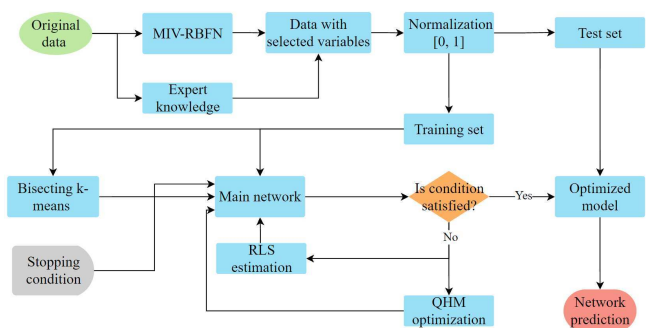 Original
data
MIV-RBFN
Data with
selected variables
Normalization
[0, 1]
Test set
Expert
knowledge
Training set
Bisecting k-
means
Main network
Is condition
satisfied?
Yes
Optimized
model
No
Stopping
condition
RLS
estimation
QHM
optimization
Network
prediction